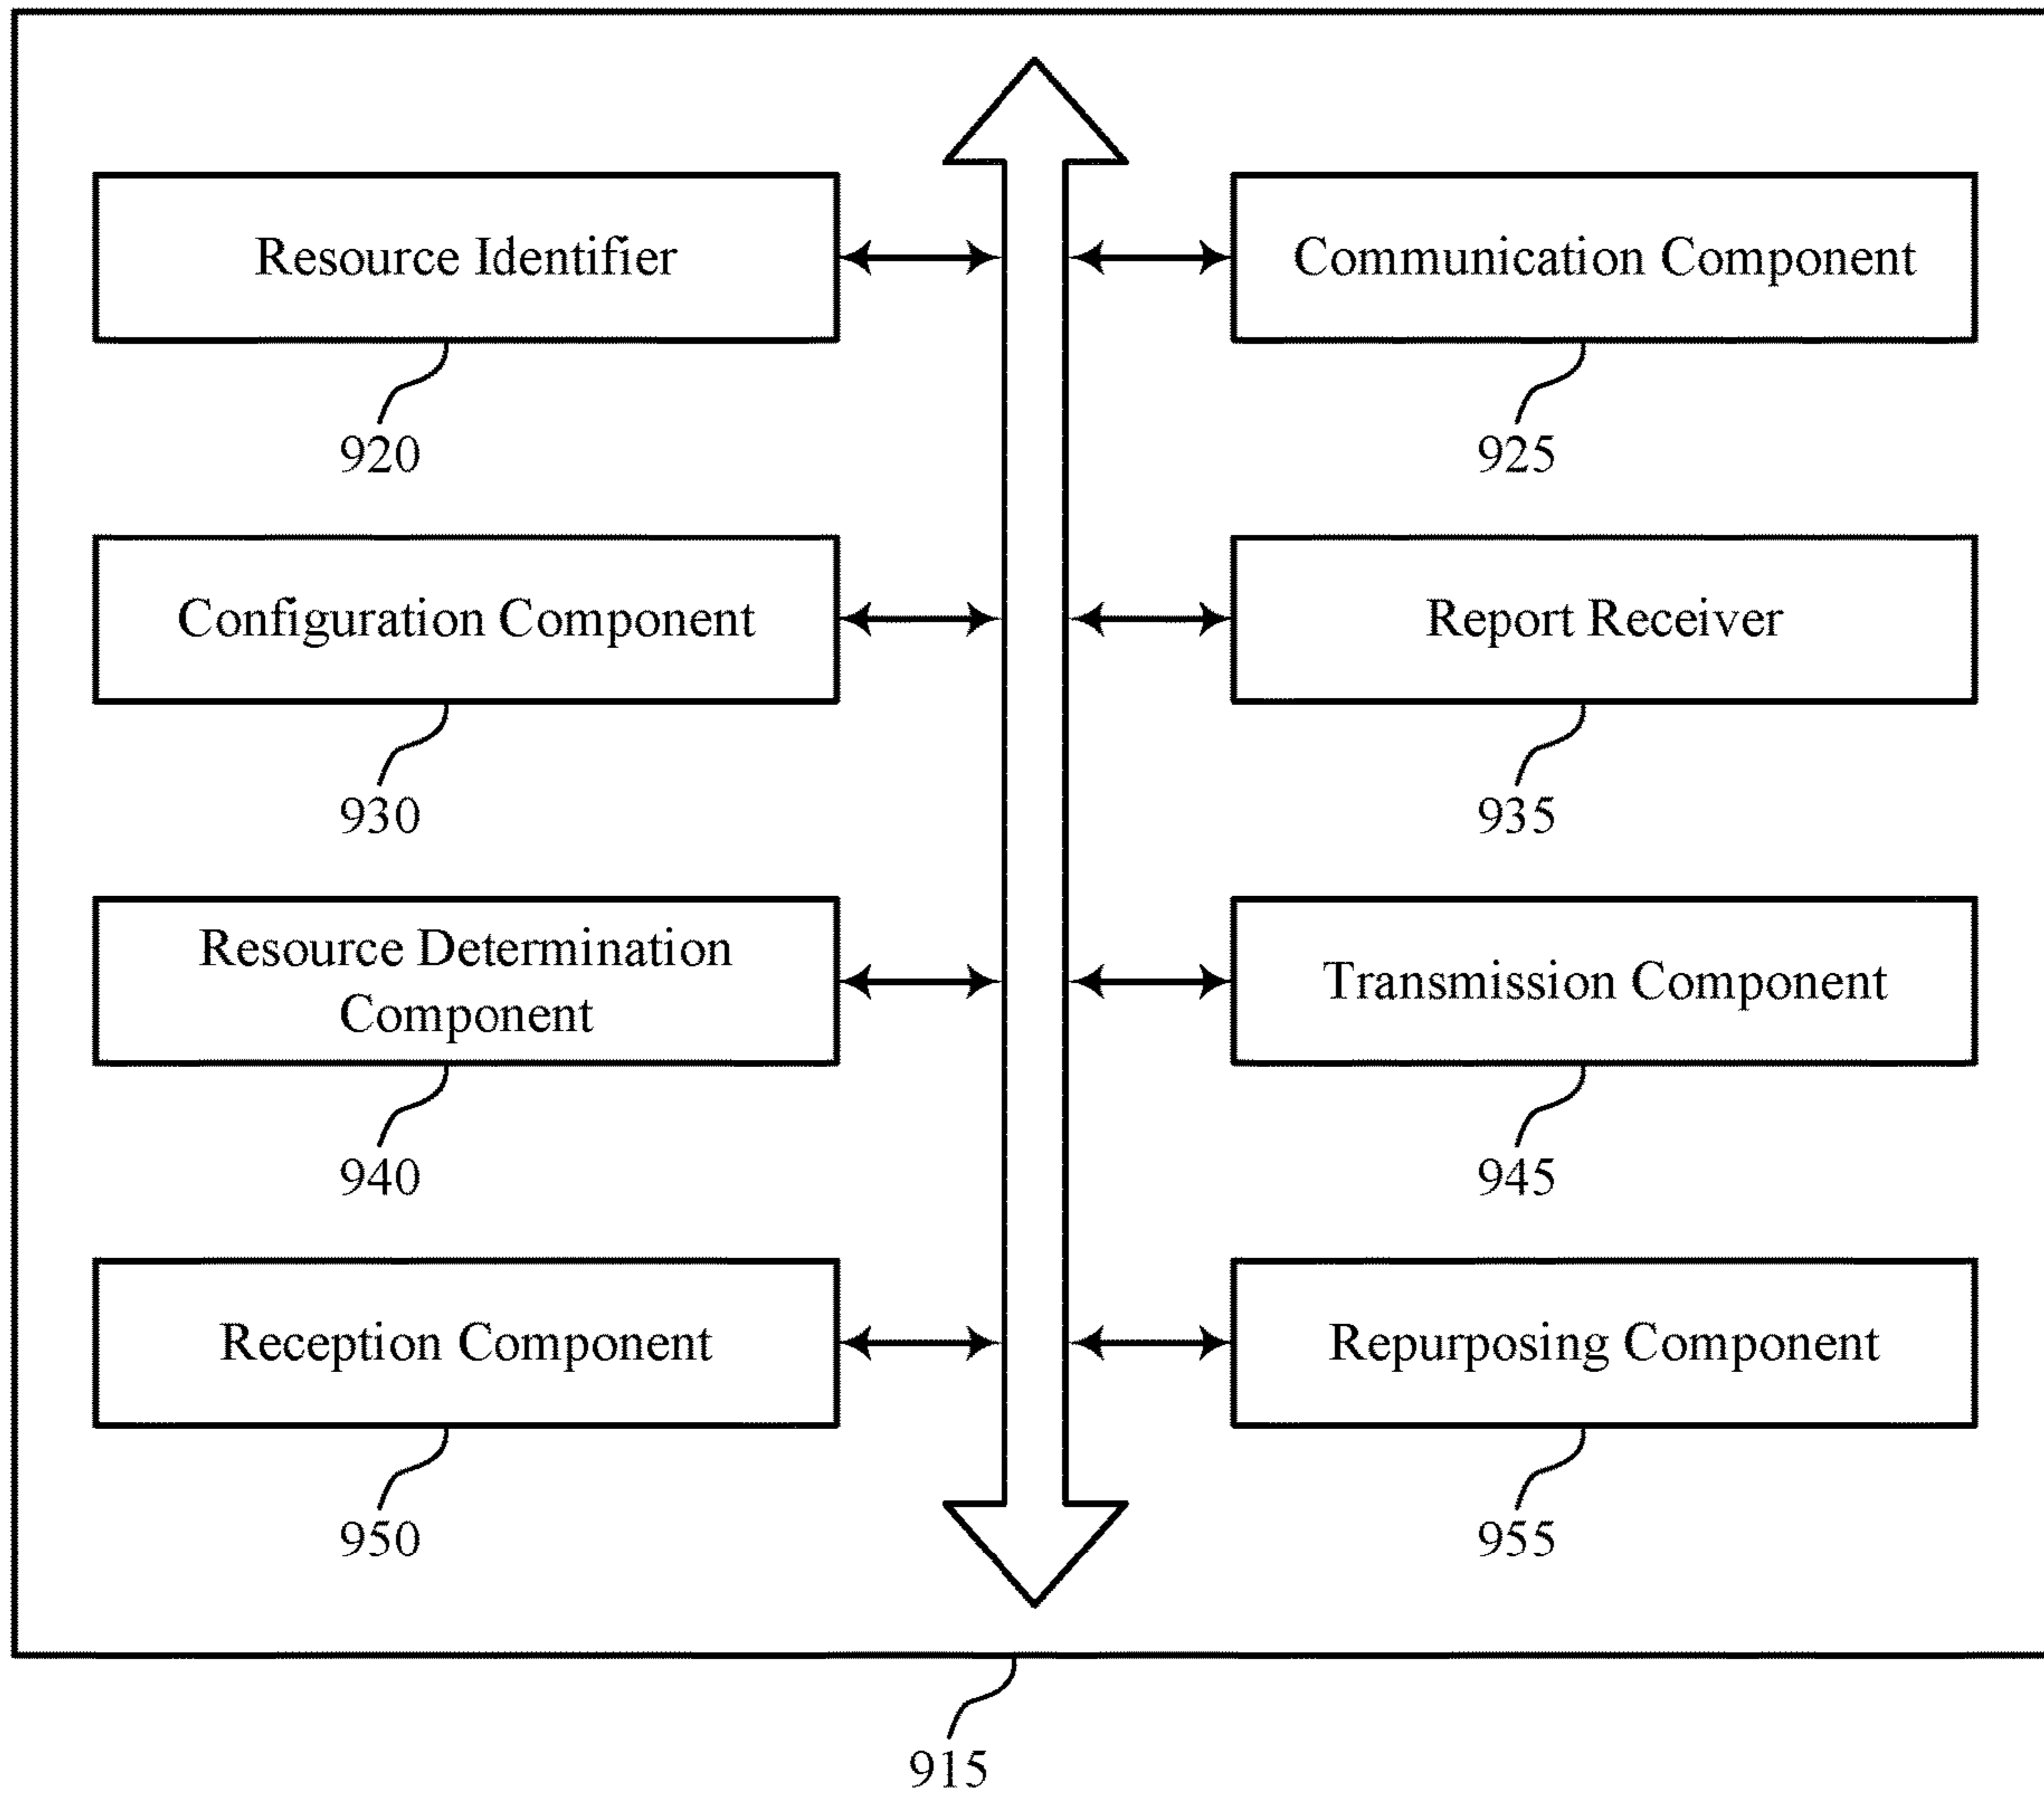 Resource Identifier
Communication Component
920
925
Configuration Component
Report Receiver
930
935
Resource Determination
Component
Transmission Component
940
945
Reception Component
Repurposing Component
950
955
915